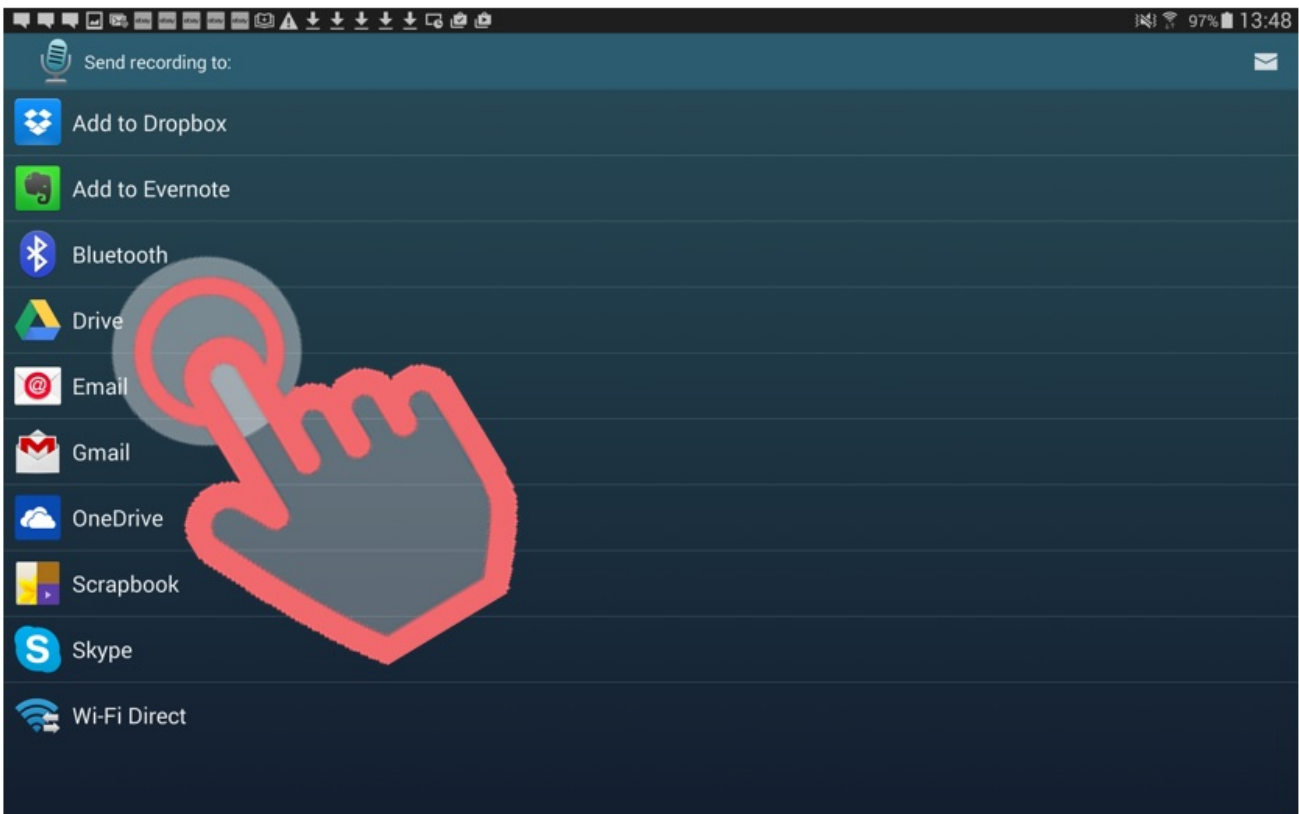 97% 13:48
Send recording to:
Add to Dropbox
Add to Evernote
Bluetooth
Drive
Email
Gmail
OneDrive
Scrapbook
Skype
Wi-Fi Direct